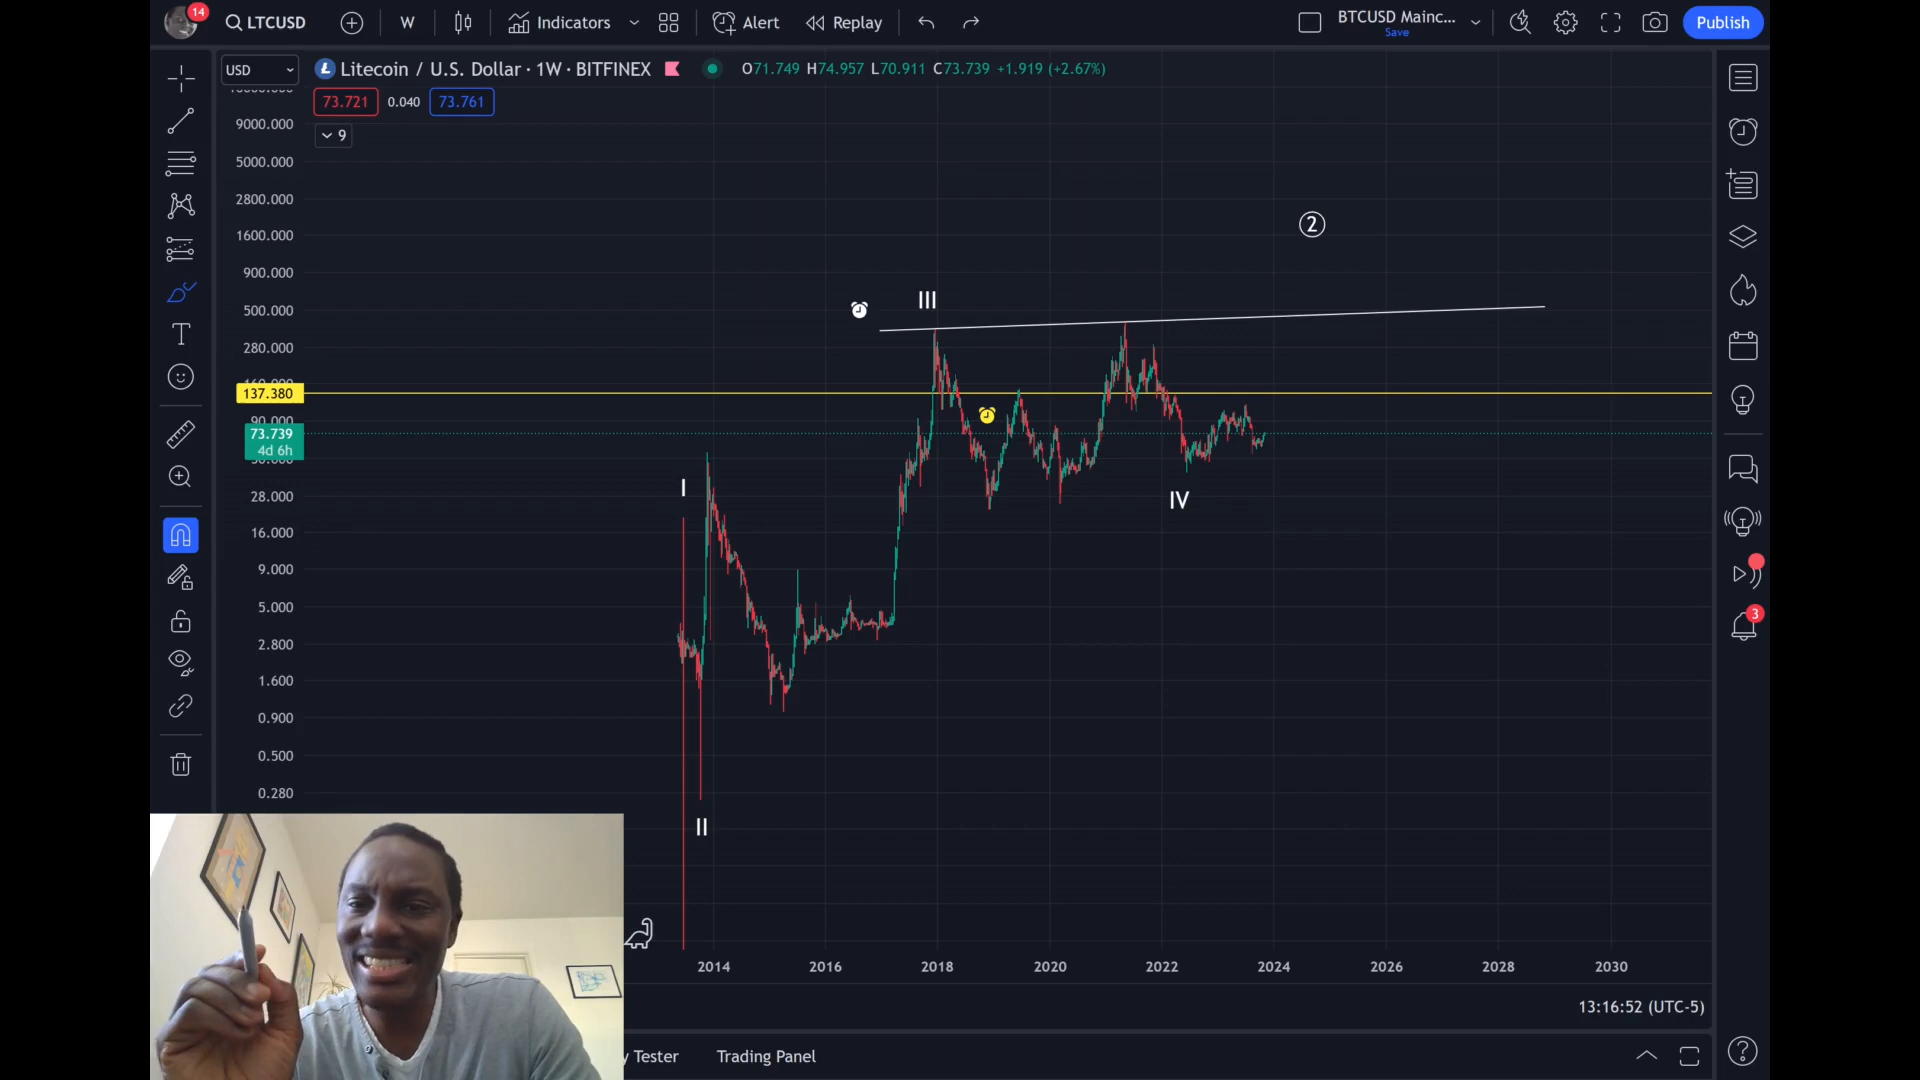 14
LTCUSD
W
Indicators
Alert
Replay
BTCUSD Mainc...
Save
Publish
USD
Litecoin / U.S. Dollar · 1W · BITFINEX
O71.749 H74.957 L70.911 C73.739 +1.919 (+2.67%)
73.721
0.040
73.761
9
9000.000
5000.000
2800.000
1600.000
900.000
500.000
280.000
137.380
90.000
73.739
4d 6h
28.000
16.000
9.000
5.000
2.800
1.600
0.900
0.500
0.280
2
III
I
IV
II
3
2014
2016
2018
2020
2022
2024
2026
2028
2030
13:16:52 (UTC-5)
y Tester
Trading Panel